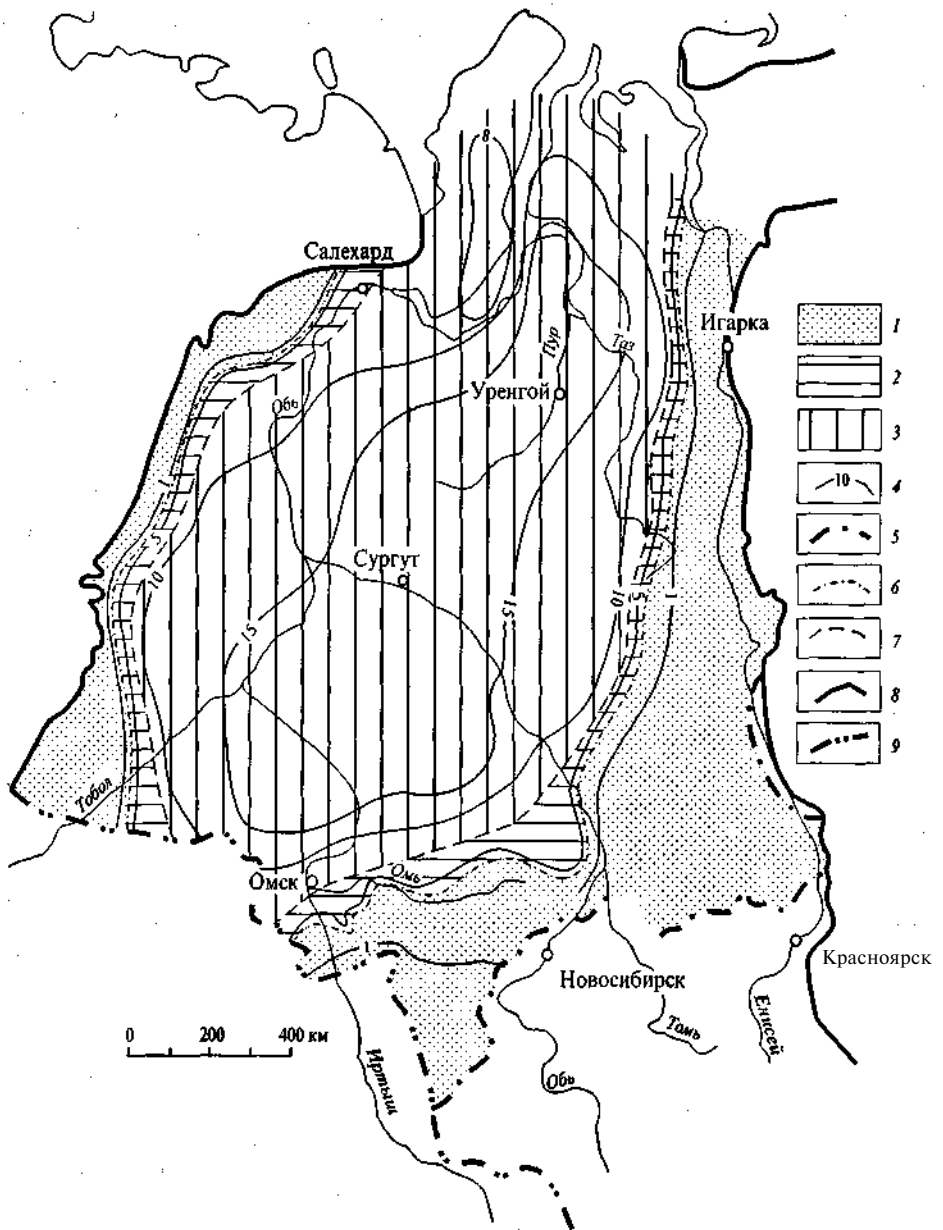 8
Салехард
1
Игарка
Пур
Таз
2
Уренгой
Обь
3
10
4
1
5
5
Сургут
6
10
15
15
10
5
1
7
8
9
Тобол
Омск
Омь
1
Новосибирск
Красноярск
0 200 400 км
Томь
Енисей
Иртыш
Обь